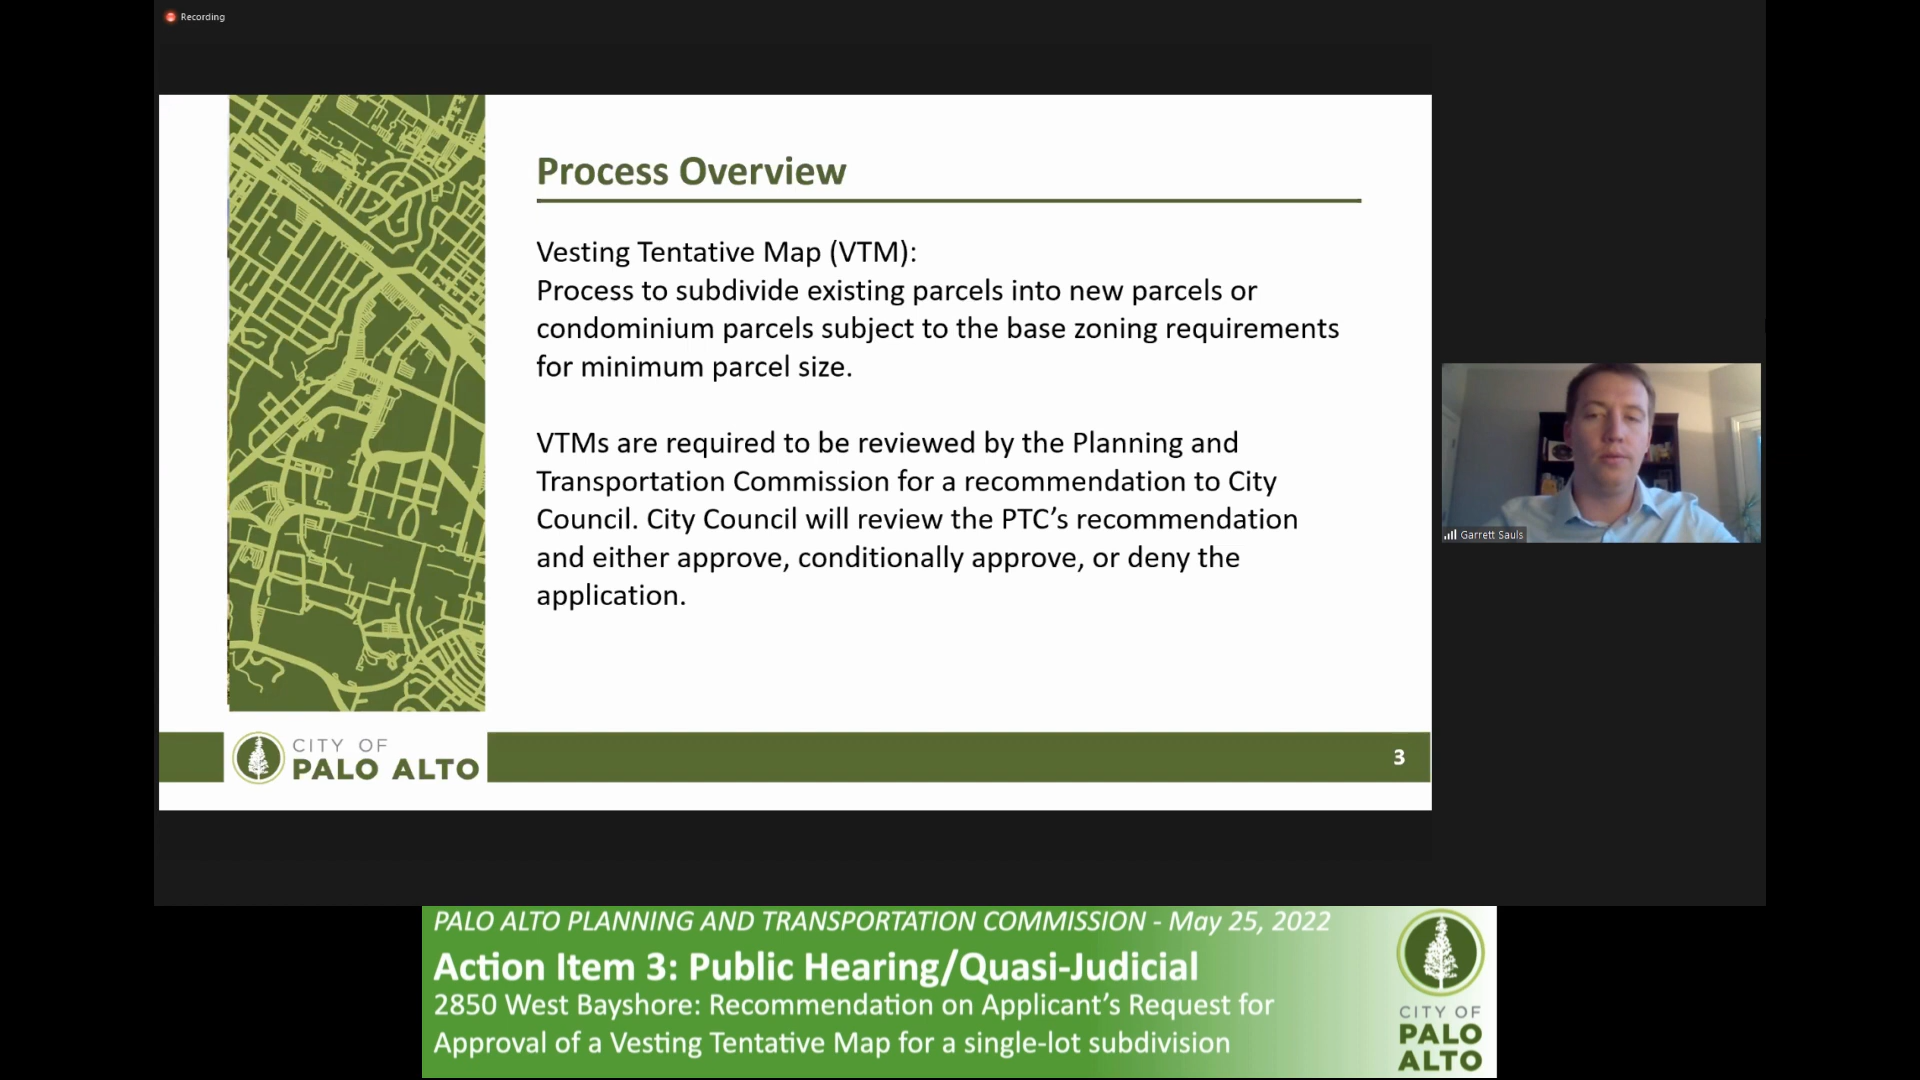 Recording
Process Overview
Vesting Tentative Map (VTM):
Process to subdivide existing parcels into new parcels or
condominium parcels subject to the base zoning requirements
for minimum parcel size.
VTMs are required to be reviewed by the Planning and
Transportation Commission for a recommendation to City
Council. City Council will review the PTC’s recommendation
and either approve, conditionally approve, or deny the
application.
CITY OF
PALO ALTO
3
Garrett Sauls
PALO ALTO PLANNING AND TRANSPORTATION COMMISSION - May 25, 2022
Action Item 3: Public Hearing/Quasi-Judicial
2850 West Bayshore: Recommendation on Applicant’s Request for
Approval of a Vesting Tentative Map for a single-lot subdivision
CITY OF
PALO
ALTO